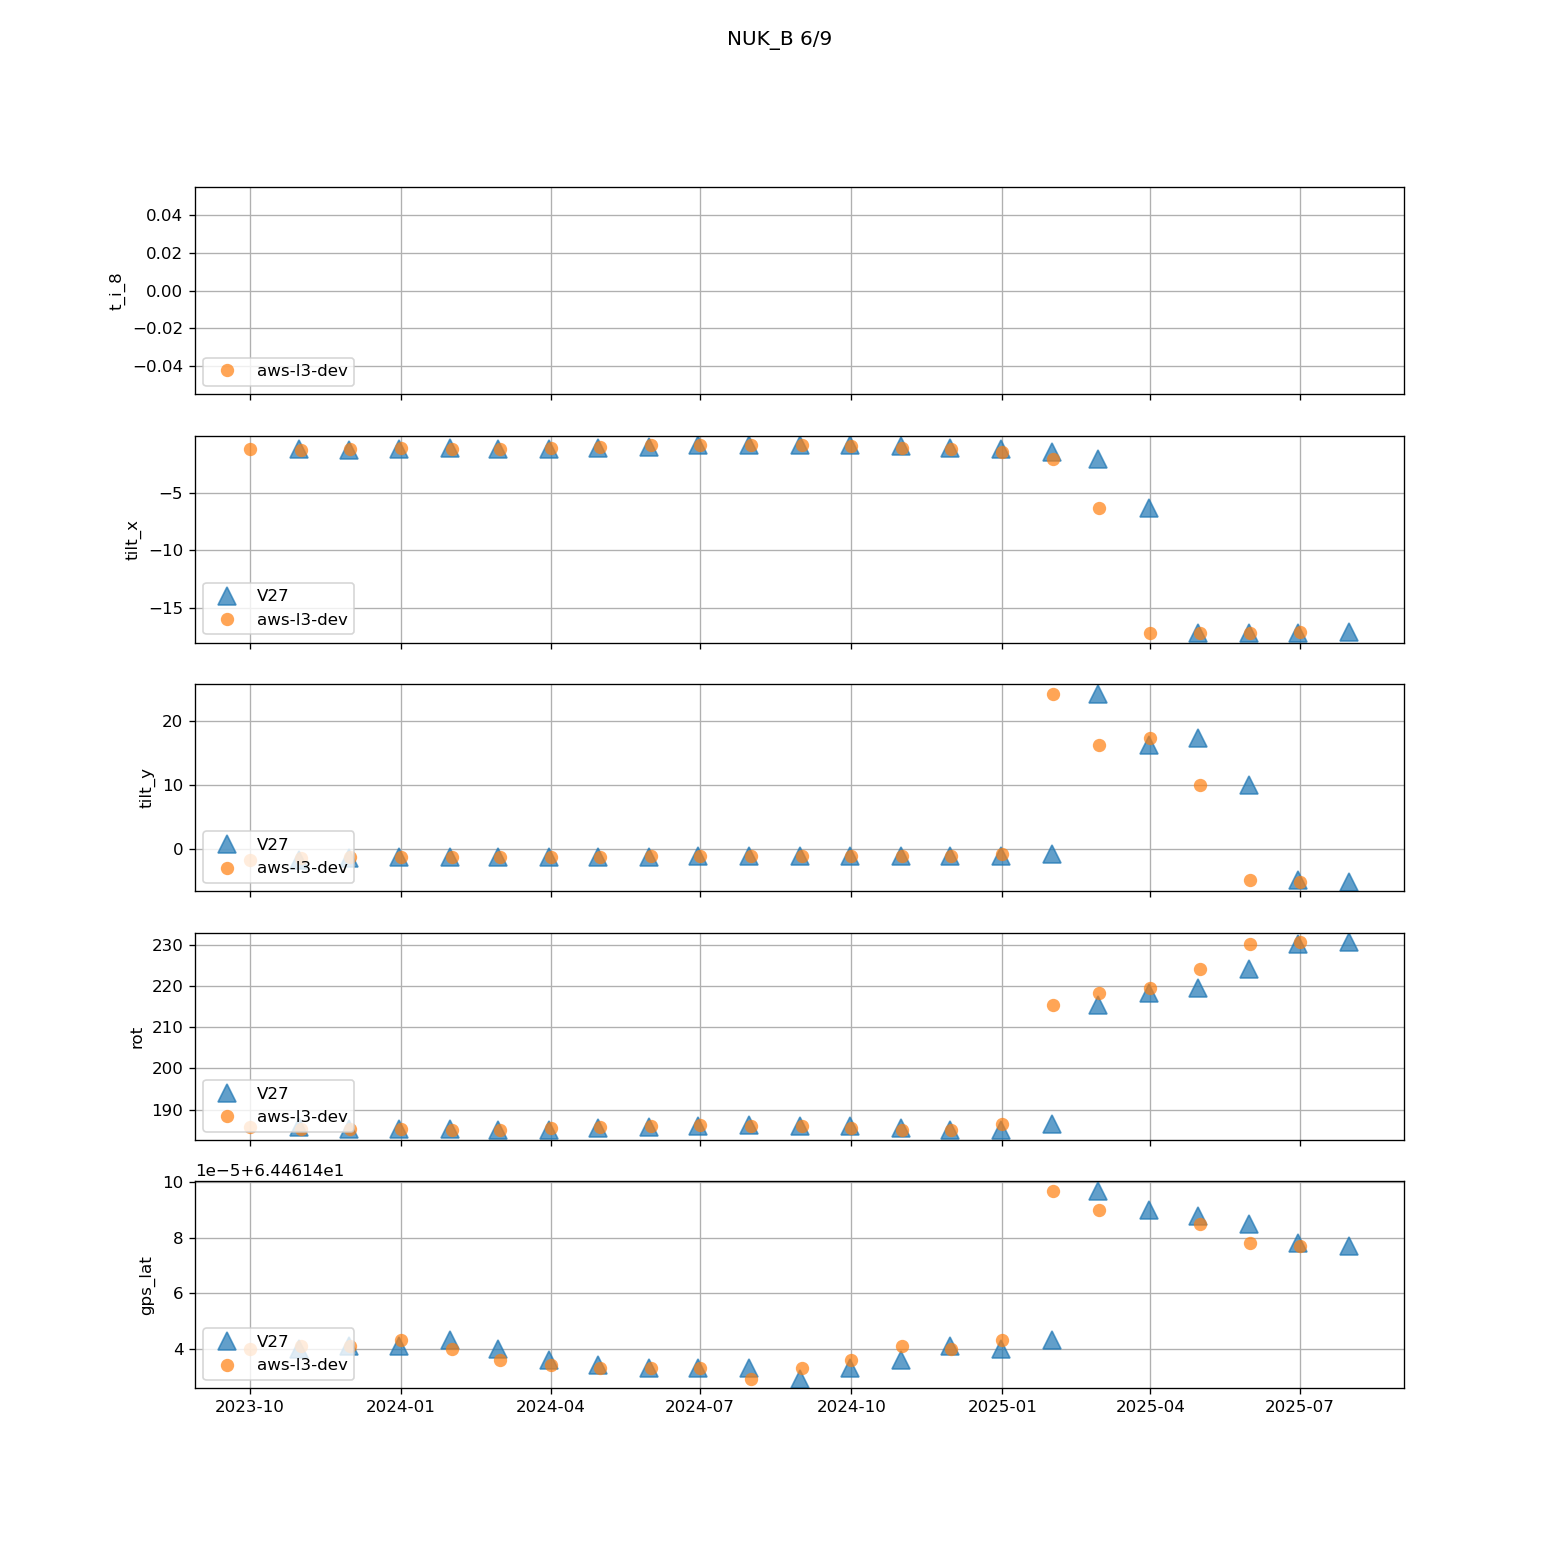 NUK_B 6/9
t_i_8
0.04
0.02
0.00
−0.02
−0.04
aws-l3-dev
tilt_x
−5
−10
−15
V27
aws-l3-dev
tilt_y
20
10
0
V27
aws-l3-dev
rot
230
220
210
200
190
V27
aws-l3-dev
1e−5+6.44614e1
gps_lat
10
8
6
4
V27
aws-l3-dev
2023-10 2024-01 2024-04 2024-07 2024-10 2025-01 2025-04 2025-07